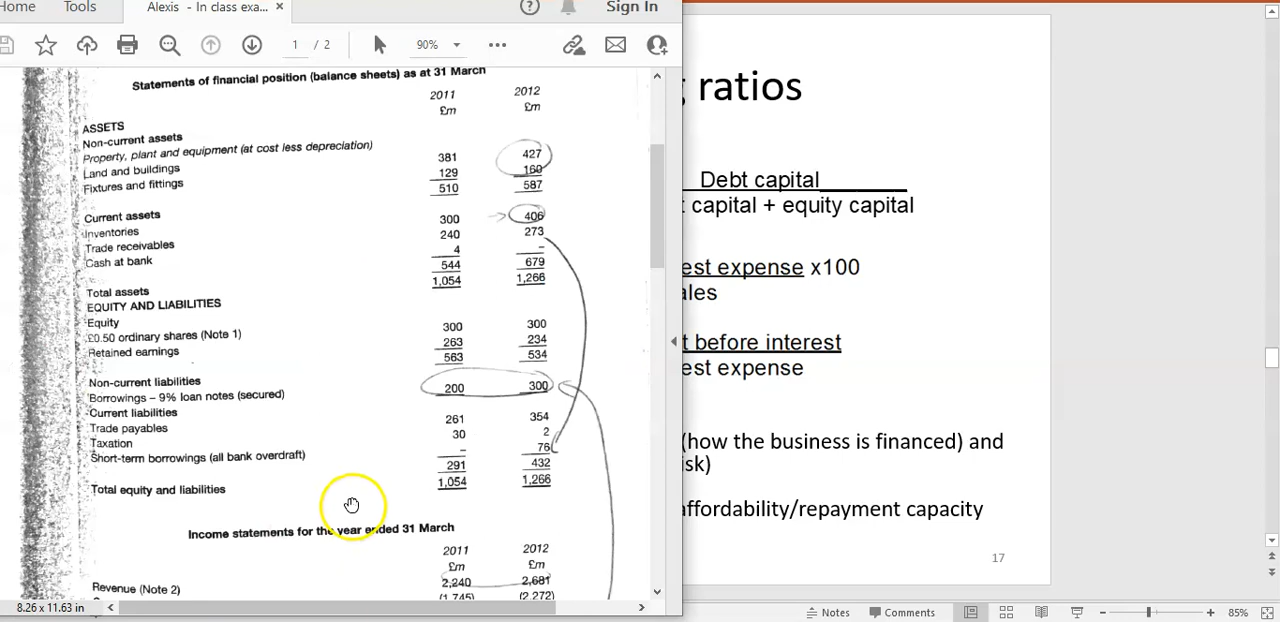 Home Tools Alexis - In class exa... × Sign In
1 / 2 90%
Statements of financial position (balance sheets) as at 31 March
2011 2012
£m £m
ASSETS
Non-current assets
Property, plant and equipment (at cost less depreciation)
Land and buildings 381 427
Fixtures and fittings 129 160
510 587
Current assets
Inventories 300 406
Trade receivables 240 273
Cash at bank 4 –
544 679
Total assets 1,054 1,266
EQUITY AND LIABILITIES
Equity
£0.50 ordinary shares (Note 1) 300 300
Retained earnings 263 234
563 534
Non-current liabilities
Borrowings – 9% loan notes (secured) 200 300
Current liabilities
Trade payables 261 354
Taxation 30 2
Short-term borrowings (all bank overdraft) – 76
291 432
Total equity and liabilities 1,054 1,266
Income statements for the year ended 31 March
2011 2012
£m £m
Revenue (Note 2) 2,240 2,681
(1,745) (2,272)
8.26 x 11.63 in
ratios
Debt capital
capital + equity capital
est expense x100
ales
t before interest
est expense
(how the business is financed) and
isk)
affordability/repayment capacity
17
Notes Comments 85%